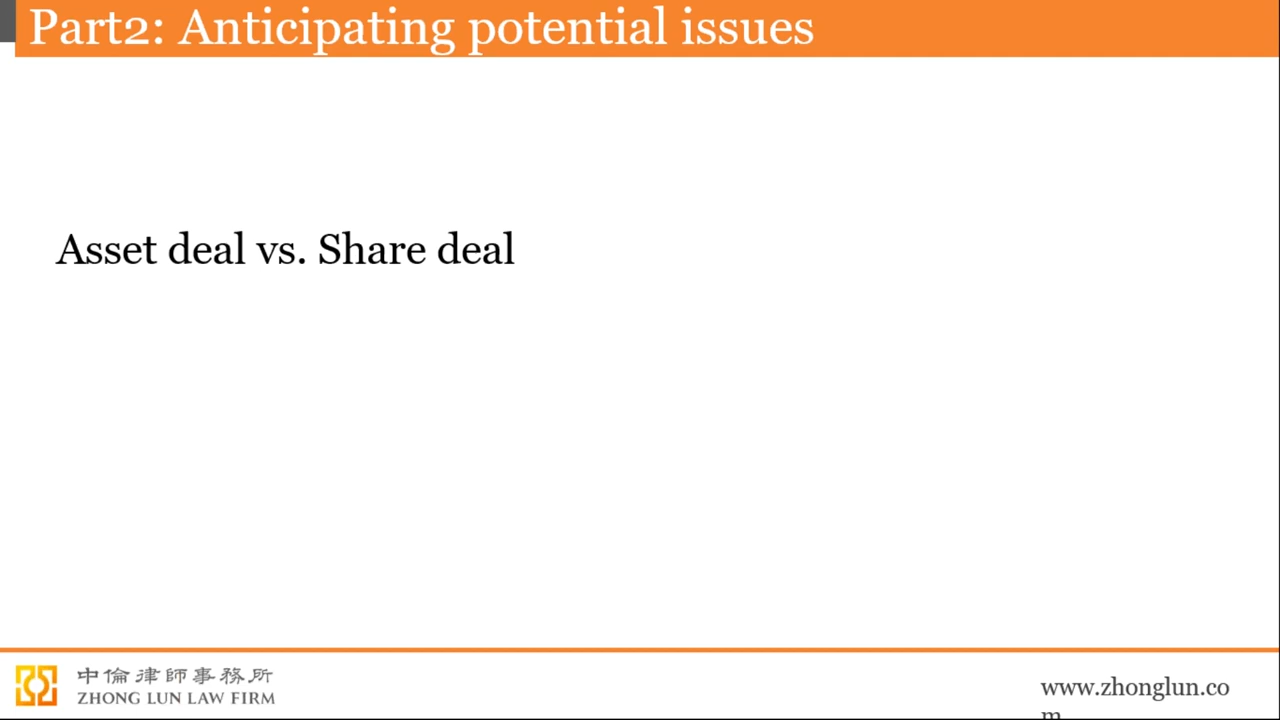 Part2: Anticipating potential issues
Asset deal vs. Share deal
中倫律師事務所
ZHONG LUN LAW FIRM
www.zhonglun.co
m